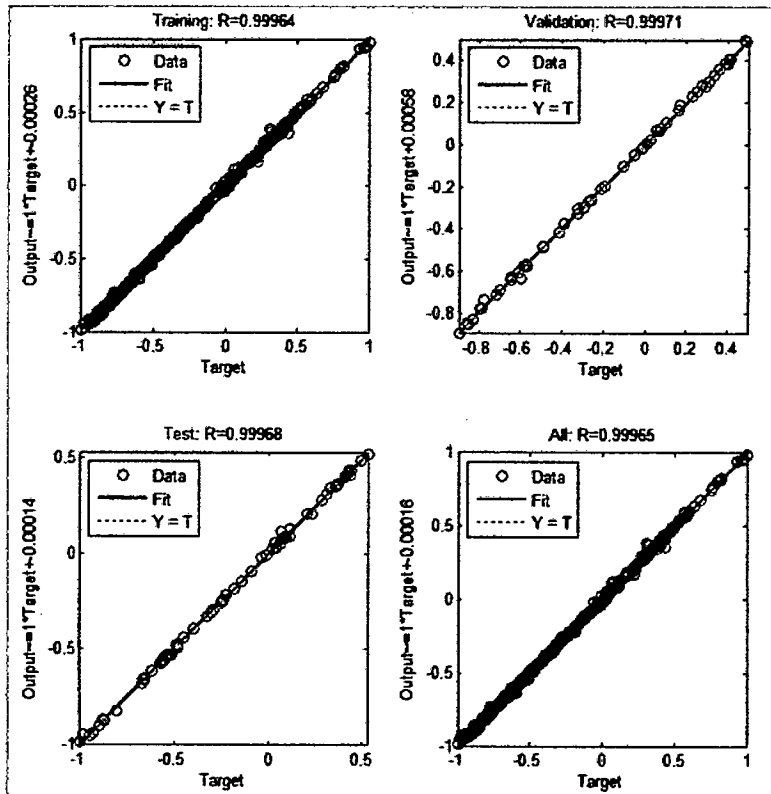 Training: R=0.99964
Data
Fit
Y = T
Output~=1*Target+-0.00026
1
0.5
0
-0.5
-1
-1 -0.5 0 0.5 1
Target
Validation: R=0.99971
Data
Fit
Y = T
Output~=1*Target+0.00058
0.4
0.2
0
-0.2
-0.4
-0.6
-0.8
-0.8 -0.6 -0.4 -0.2 0 0.2 0.4
Target
Test: R=0.99968
Data
Fit
Y = T
Output~=1*Target+-0.00014
0.5
0
-0.5
-1
-1 -0.5 0 0.5
Target
All: R=0.99965
Data
Fit
Y = T
Output~=1*Target+-0.00016
1
0.5
0
-0.5
-1
-1 -0.5 0 0.5 1
Target